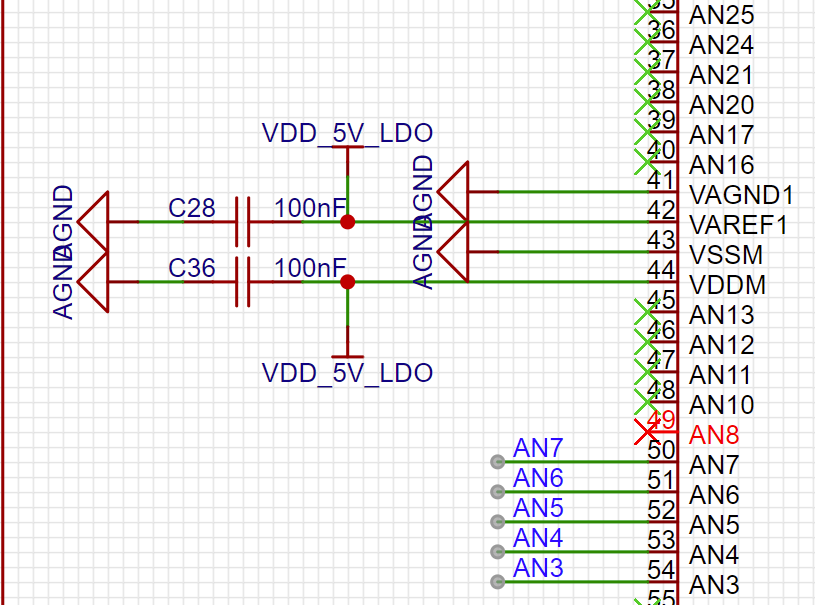 35 AN25
36 AN24
37 AN21
38 AN20
VDD_5V_LDO 39 AN17
40 AN16
AGND AGND 41 VAGND1
C28 100nF 42 VAREF1
AGND AGND 43 VSSM
C36 100nF 44 VDDM
45 AN13
46 AN12
VDD_5V_LDO 47 AN11
48 AN10
49 AN8
AN7 50 AN7
AN6 51 AN6
AN5 52 AN5
AN4 53 AN4
AN3 54 AN3
55